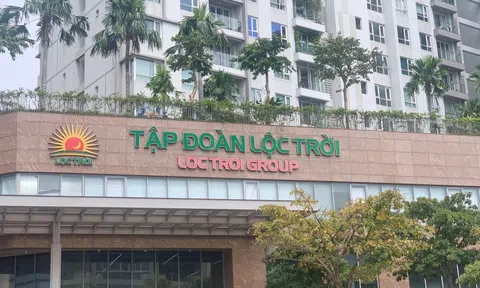 TẬP ĐOÀN LỘC TRỜI
LOC TROI GROUP
LOC TROI